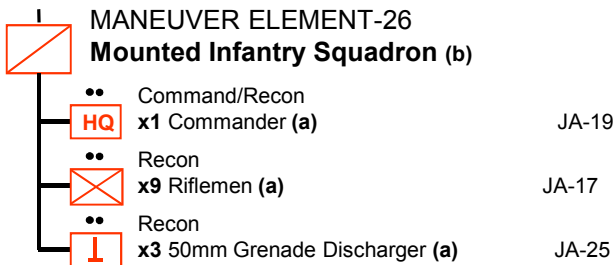 MANEUVER ELEMENT-26
Mounted Infantry Squadron (b)
Command/Recon
HQ x1 Commander (a) JA-19
Recon
x9 Riflemen (a) JA-17
Recon
x3 50mm Grenade Discharger (a) JA-25